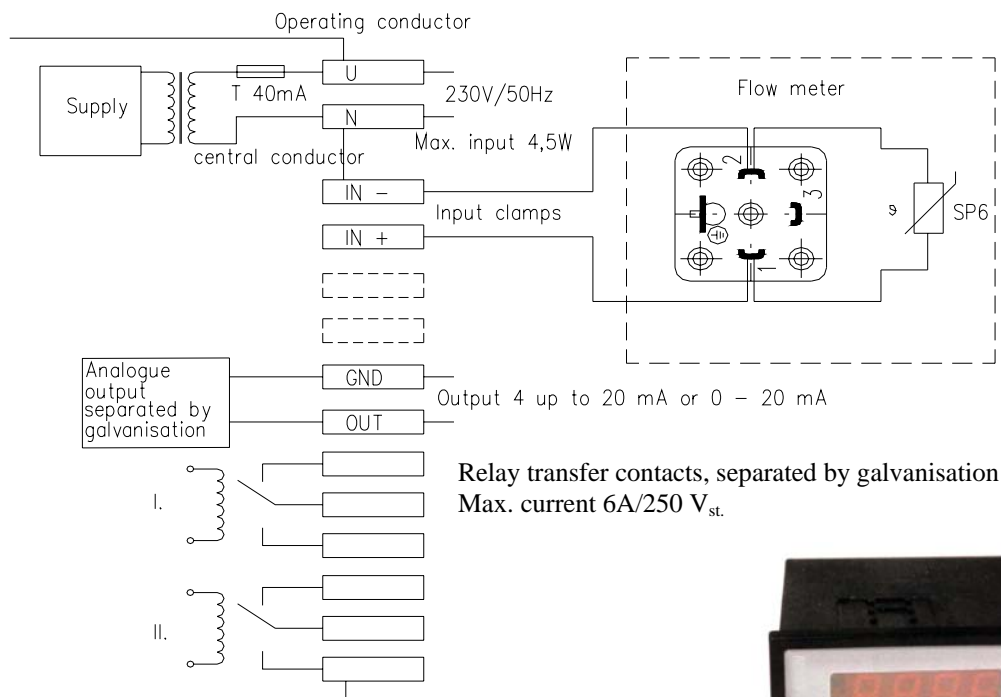 Operating conductor
U
T 40mA
230V/50Hz
Supply
N
Max. input 4,5W
central conductor
IN -
Input clamps
IN +
Flow meter
2
3
1
ϑ
SP6
Analogue
output
separated by
galvanisation
GND
Output 4 up to 20 mA or 0 - 20 mA
OUT
Relay transfer contacts, separated by galvanisation
Max. current 6A/250 Vst.
I.
II.